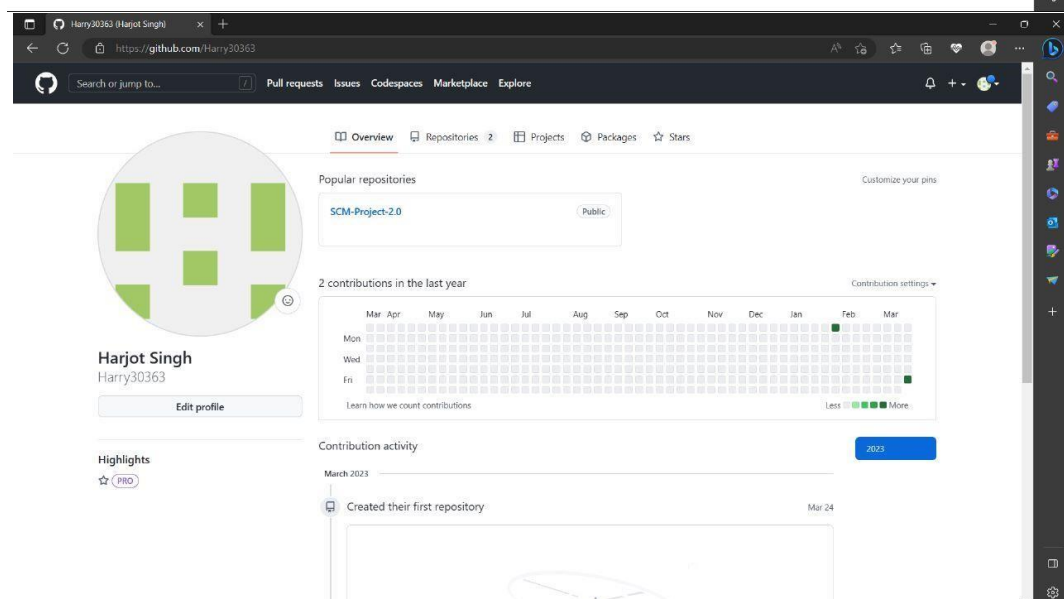 Harry30363 (Harjot Singh)
https://github.com/Harry30363
Search or jump to... /
Pull requests Issues Codespaces Marketplace Explore
Overview Repositories 2 Projects Packages Stars
Popular repositories
Customize your pins
SCM-Project-2.0 Public
2 contributions in the last year
Contribution settings
Mar Apr May Jun Jul Aug Sep Oct Nov Dec Jan Feb Mar
Mon
Wed
Fri
Learn how we count contributions
Less More
Harjot Singh
Harry30363
Edit profile
Highlights
PRO
Contribution activity
2023
March 2023
Created their first repository Mar 24